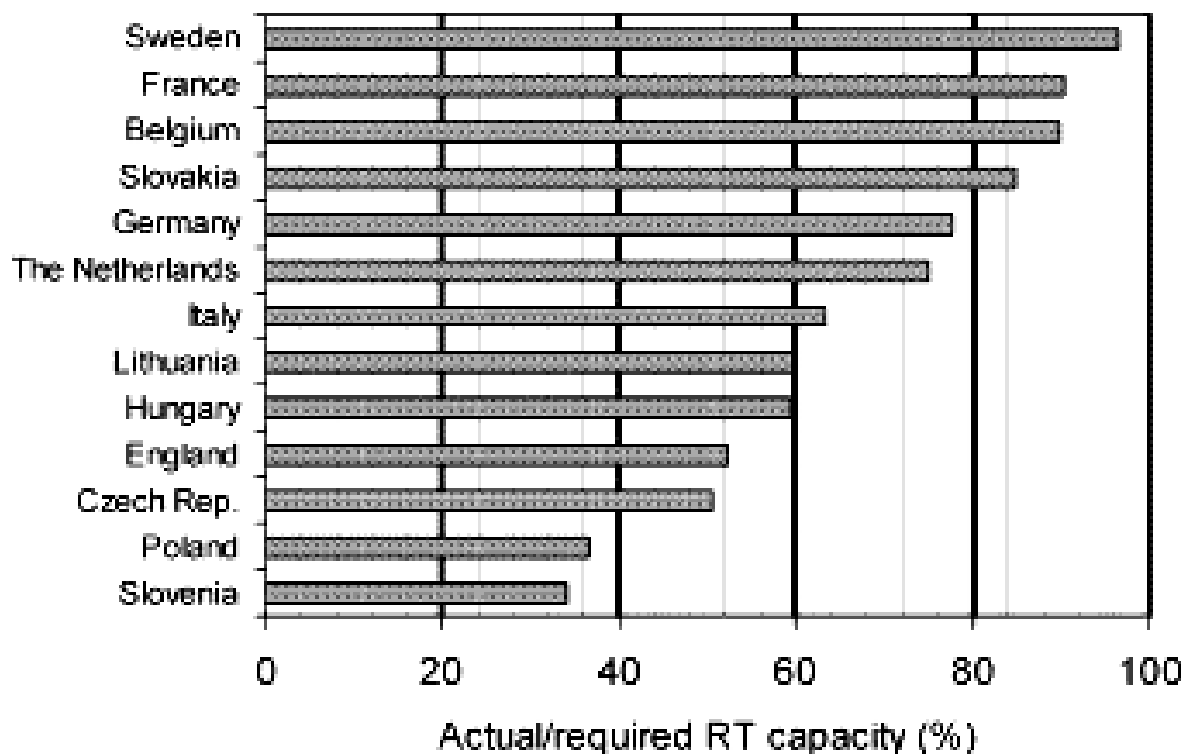 Sweden
France
Belgium
Slovakia
Germany
The Netherlands
Italy
Lithuania
Hungary
England
Czech Rep.
Poland
Slovenia
0 20 40 60 80 100
Actual/required RT capacity (%)